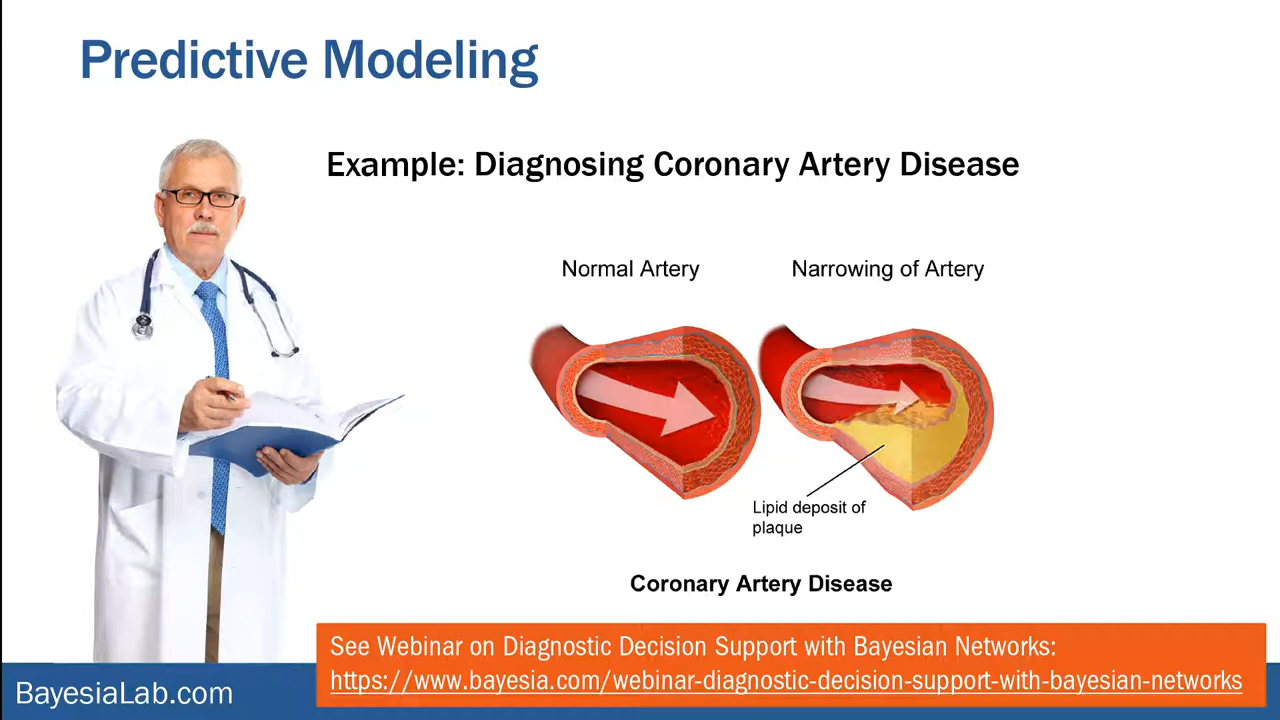 Predictive Modeling
Example: Diagnosing Coronary Artery Disease
Normal Artery
Narrowing of Artery
Lipid deposit of
plaque
Coronary Artery Disease
See Webinar on Diagnostic Decision Support with Bayesian Networks:
https://www.bayesia.com/webinar-diagnostic-decision-support-with-bayesian-networks
BayesiaLab.com